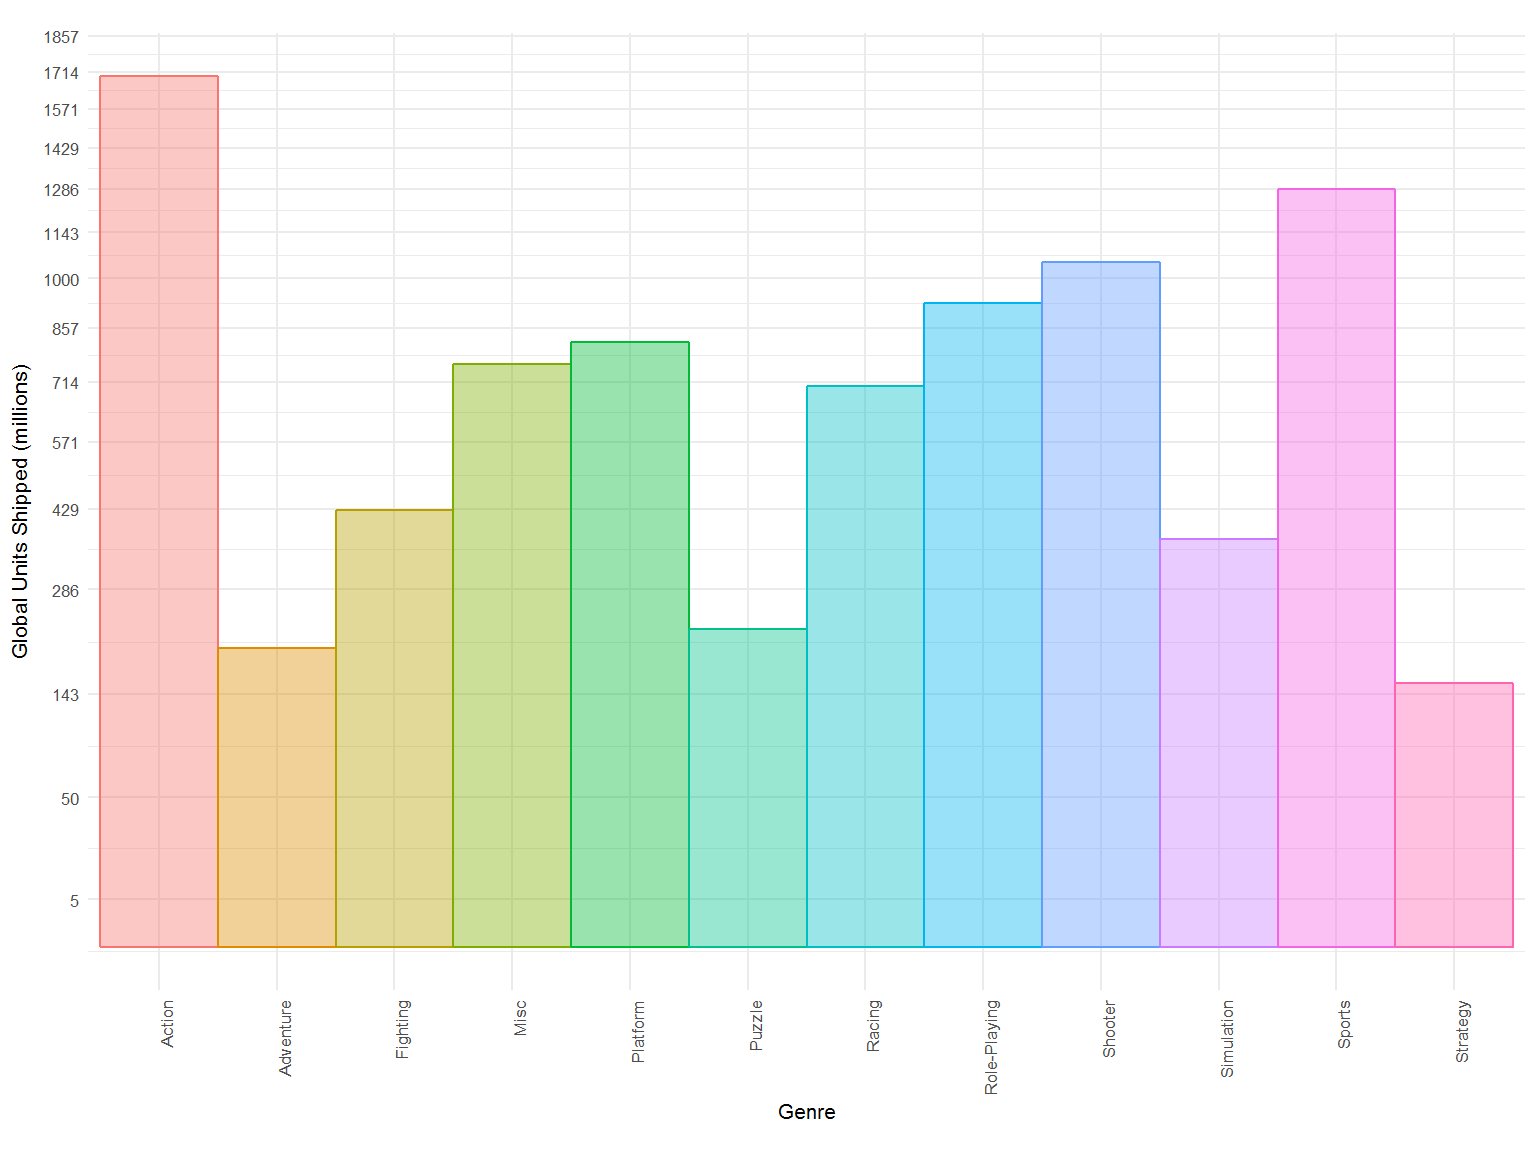 1857
1714
1571
1429
1286
1143
1000
857
714
571
429
286
143
50
5
Global Units Shipped (millions)
Action
Adventure
Fighting
Misc
Platform
Puzzle
Racing
Role-Playing
Shooter
Simulation
Sports
Strategy
Genre